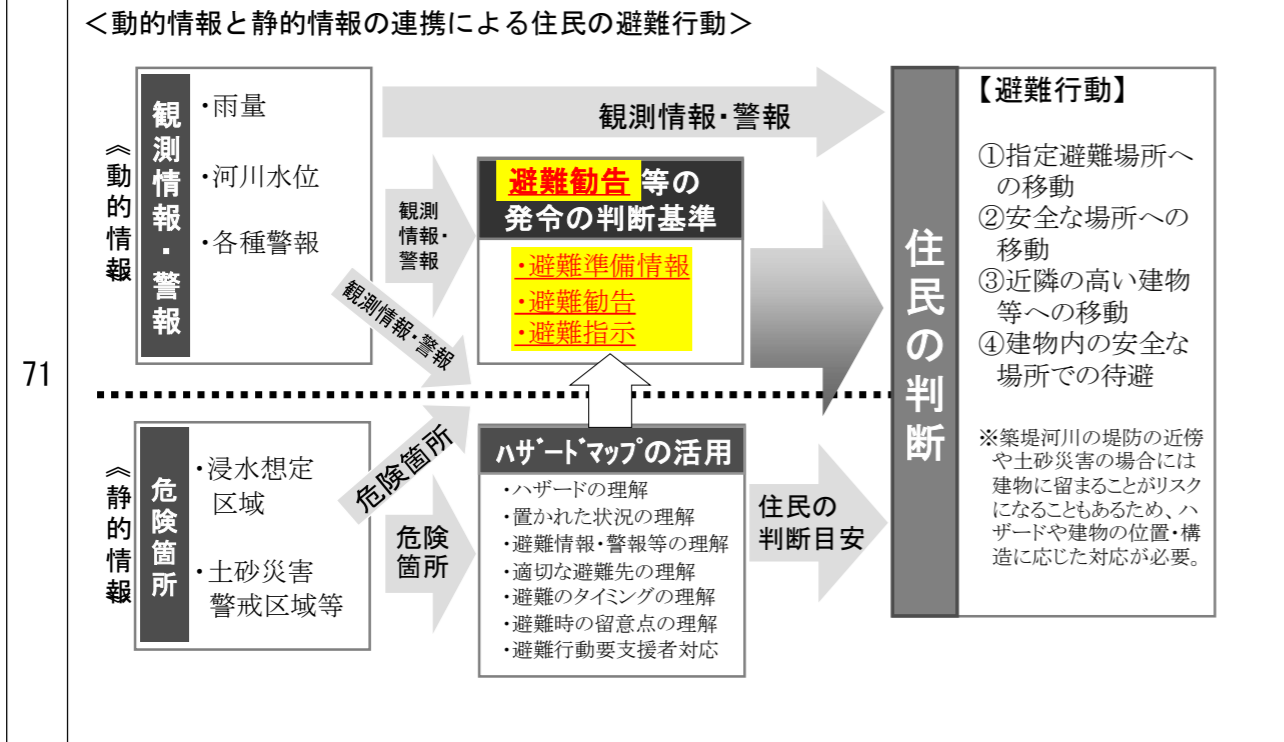 71
＜動的情報と静的情報の連携による住民の避難行動＞
《動的情報》
観測情報・警報
・雨量
・河川水位
・各種警報
観測情報・警報
観測
情報・
警報
観測情報・警報
避難勧告等の
発令の判断基準
・避難準備情報
・避難勧告
・避難指示
《静的情報》
危険箇所
・浸水想定
区域
・土砂災害
警戒区域等
危険箇所
危険
箇所
ﾊｻﾞｰﾄﾞﾏｯﾌﾟの活用
・ハザードの理解
・置かれた状況の理解
・避難情報・警報等の理解
・適切な避難先の理解
・避難のタイミングの理解
・避難時の留意点の理解
・避難行動要支援者対応
住民の
判断目安
住民の判断
【避難行動】
①指定避難場所へ
の移動
②安全な場所への
移動
③近隣の高い建物
等への移動
④建物内の安全な
場所での待避
※築堤河川の堤防の近傍
や土砂災害の場合には
建物に留まることがリスク
になることもあるため、ハ
ザードや建物の位置・構
造に応じた対応が必要。